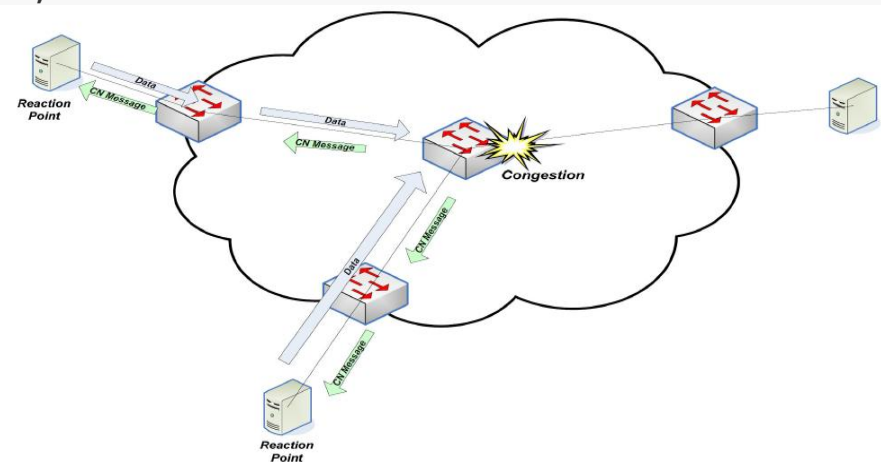 Data
CN Message
Reaction
Point
Data
CN Message
Congestion
CN Message
Data
CN Message
Reaction
Point